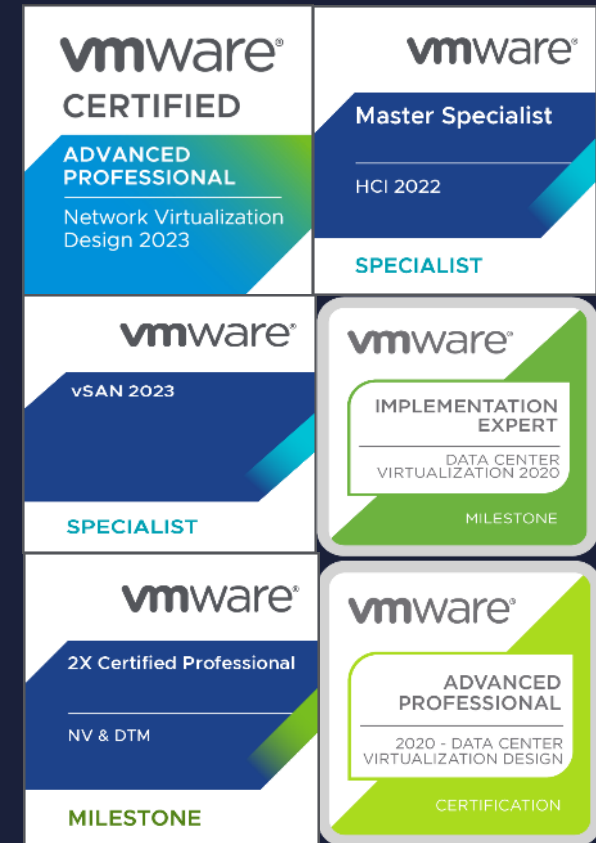 vmware®
CERTIFIED
ADVANCED
PROFESSIONAL
Network Virtualization
Design 2023
vmware®
Master Specialist
HCI 2022
SPECIALIST
vmware®
vSAN 2023
SPECIALIST
vmware®
IMPLEMENTATION
EXPERT
DATA CENTER
VIRTUALIZATION 2020
MILESTONE
vmware®
2X Certified Professional
NV & DTM
MILESTONE
vmware®
ADVANCED
PROFESSIONAL
2020 - DATA CENTER
VIRTUALIZATION DESIGN
CERTIFICATION